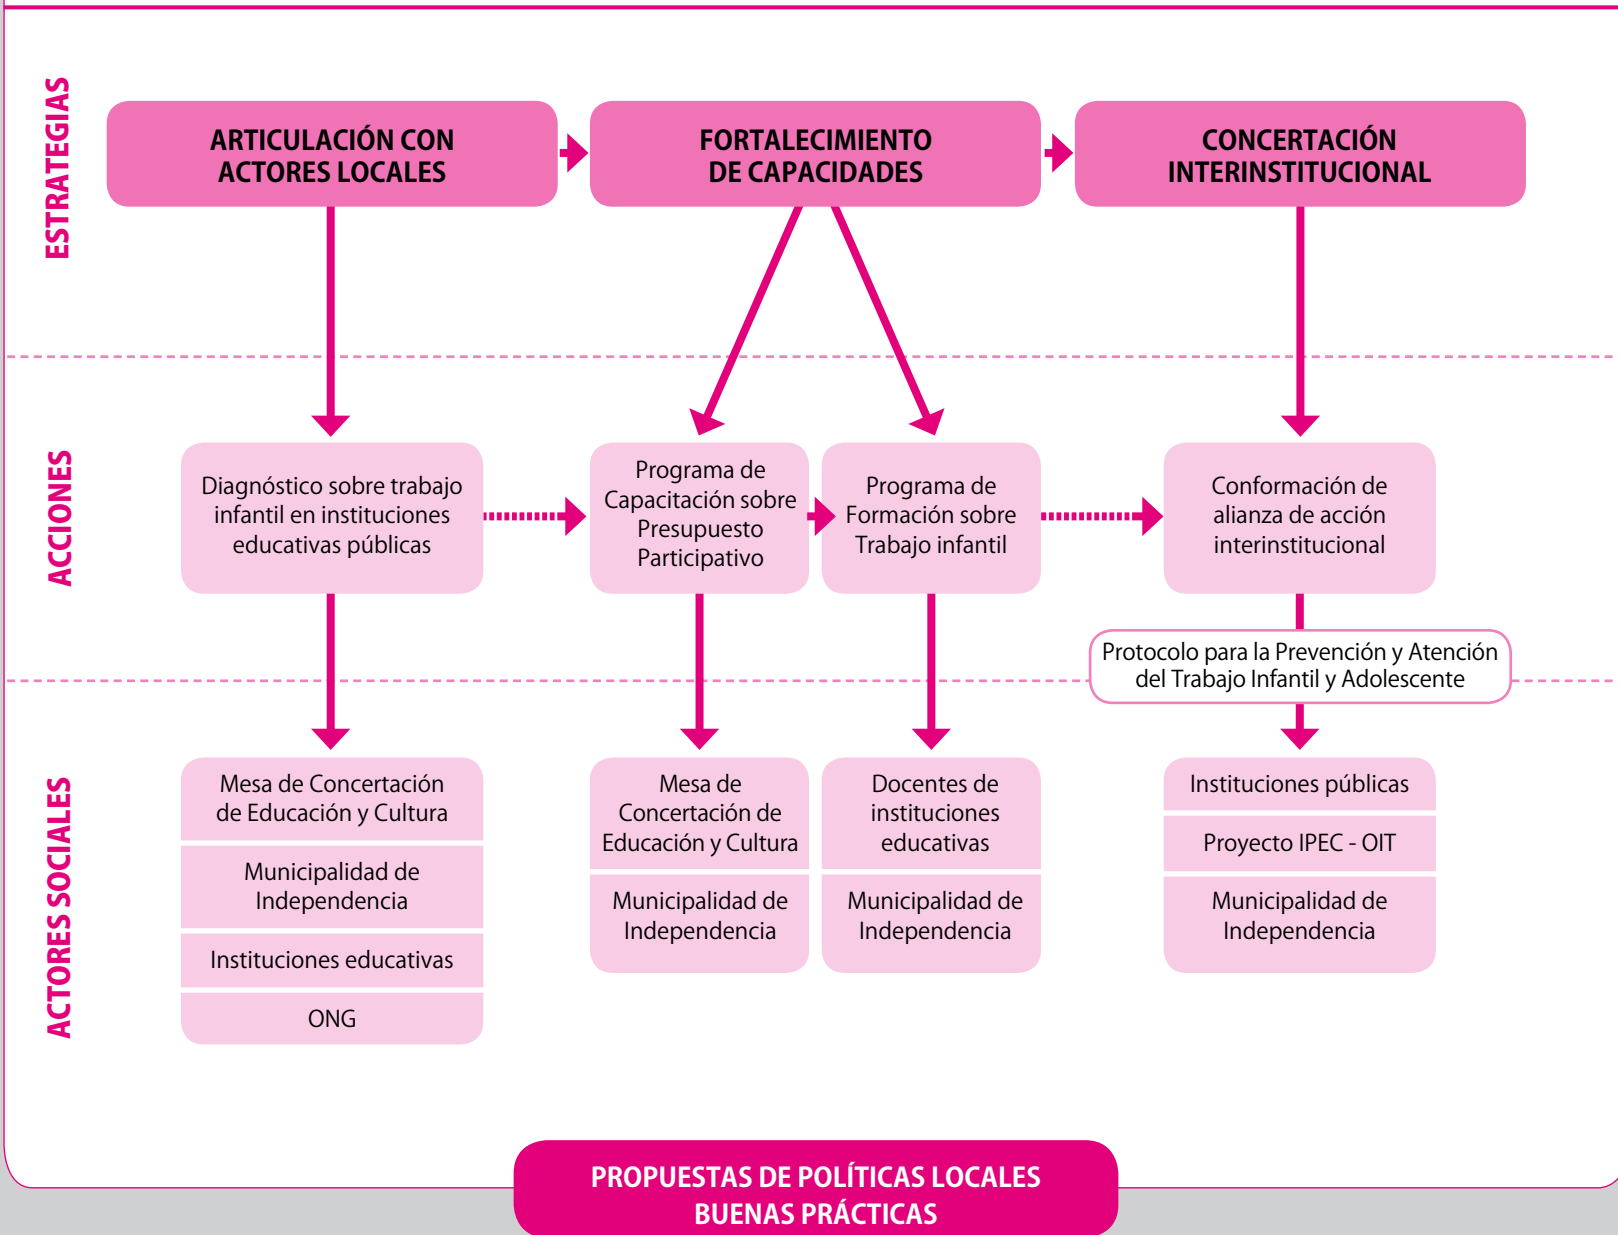 ESTRATEGIAS
ARTICULACIÓN CON
ACTORES LOCALES
FORTALECIMIENTO
DE CAPACIDADES
CONCERTACIÓN
INTERINSTITUCIONAL
ACCIONES
Diagnóstico sobre trabajo
infantil en instituciones
educativas públicas
Programa de
Capacitación sobre
Presupuesto
Participativo
Programa de
Formación sobre
Trabajo infantil
Conformación de
alianza de acción
interinstitucional
Protocolo para la Prevención y Atención
del Trabajo Infantil y Adolescente
ACTORES SOCIALES
Mesa de Concertación
de Educación y Cultura
Municipalidad de
Independencia
Instituciones educativas
ONG
Mesa de
Concertación de
Educación y Cultura
Municipalidad de
Independencia
Docentes de
instituciones
educativas
Municipalidad de
Independencia
Instituciones públicas
Proyecto IPEC - OIT
Municipalidad de
Independencia
PROPUESTAS DE POLÍTICAS LOCALES
BUENAS PRÁCTICAS